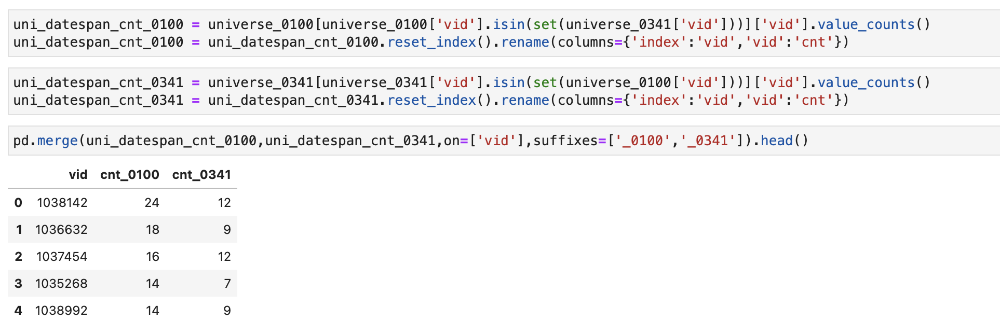 uni_datespan_cnt_0100 = universe_0100[universe_0100['vid'].isin(set(universe_0341['vid']))]['vid'].value_counts()
uni_datespan_cnt_0100 = uni_datespan_cnt_0100.reset_index().rename(columns={'index':'vid','vid':'cnt'})
uni_datespan_cnt_0341 = universe_0341[universe_0341['vid'].isin(set(universe_0100['vid']))]['vid'].value_counts()
uni_datespan_cnt_0341 = uni_datespan_cnt_0341.reset_index().rename(columns={'index':'vid','vid':'cnt'})
pd.merge(uni_datespan_cnt_0100,uni_datespan_cnt_0341,on=['vid'],suffixes=['_0100','_0341']).head()
vid cnt_0100 cnt_0341
0 1038142 24 12
1 1036632 18 9
2 1037454 16 12
3 1035268 14 7
4 1038992 14 9